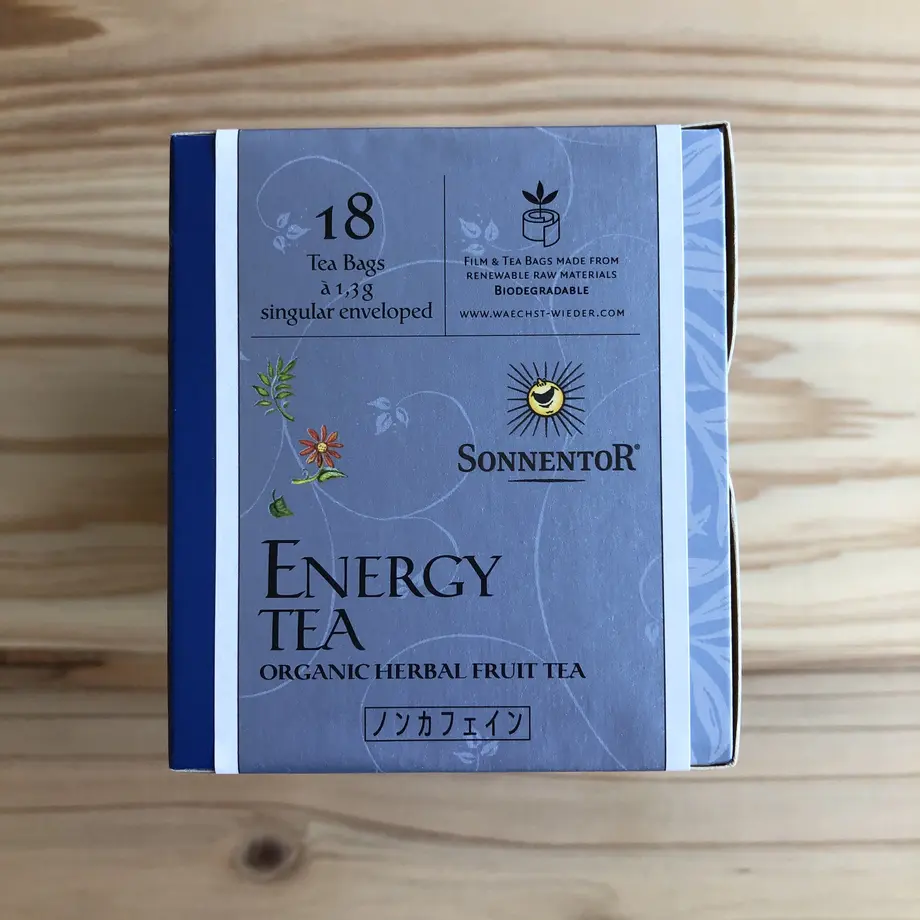 18
Tea Bags
à 1,3 g
singular enveloped
Film & Tea Bags made from
renewable raw materials
Biodegradable
www.waechst-wieder.com
Sonnentor®
Energy
Tea
Organic Herbal Fruit Tea
ノンカフェイン